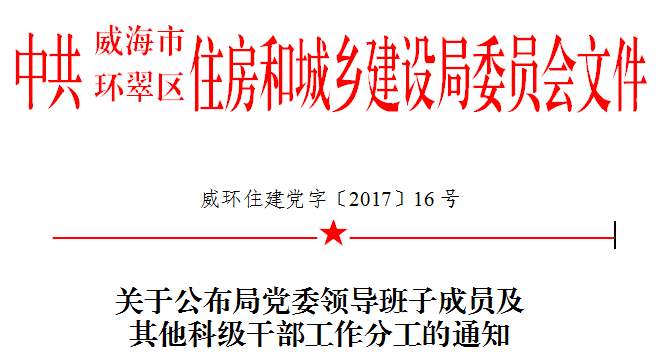 中共威海市环翠区住房和城乡建设局委员会文件
威环住建党字〔2017〕16号
关于公布局党委领导班子成员及
其他科级干部工作分工的通知